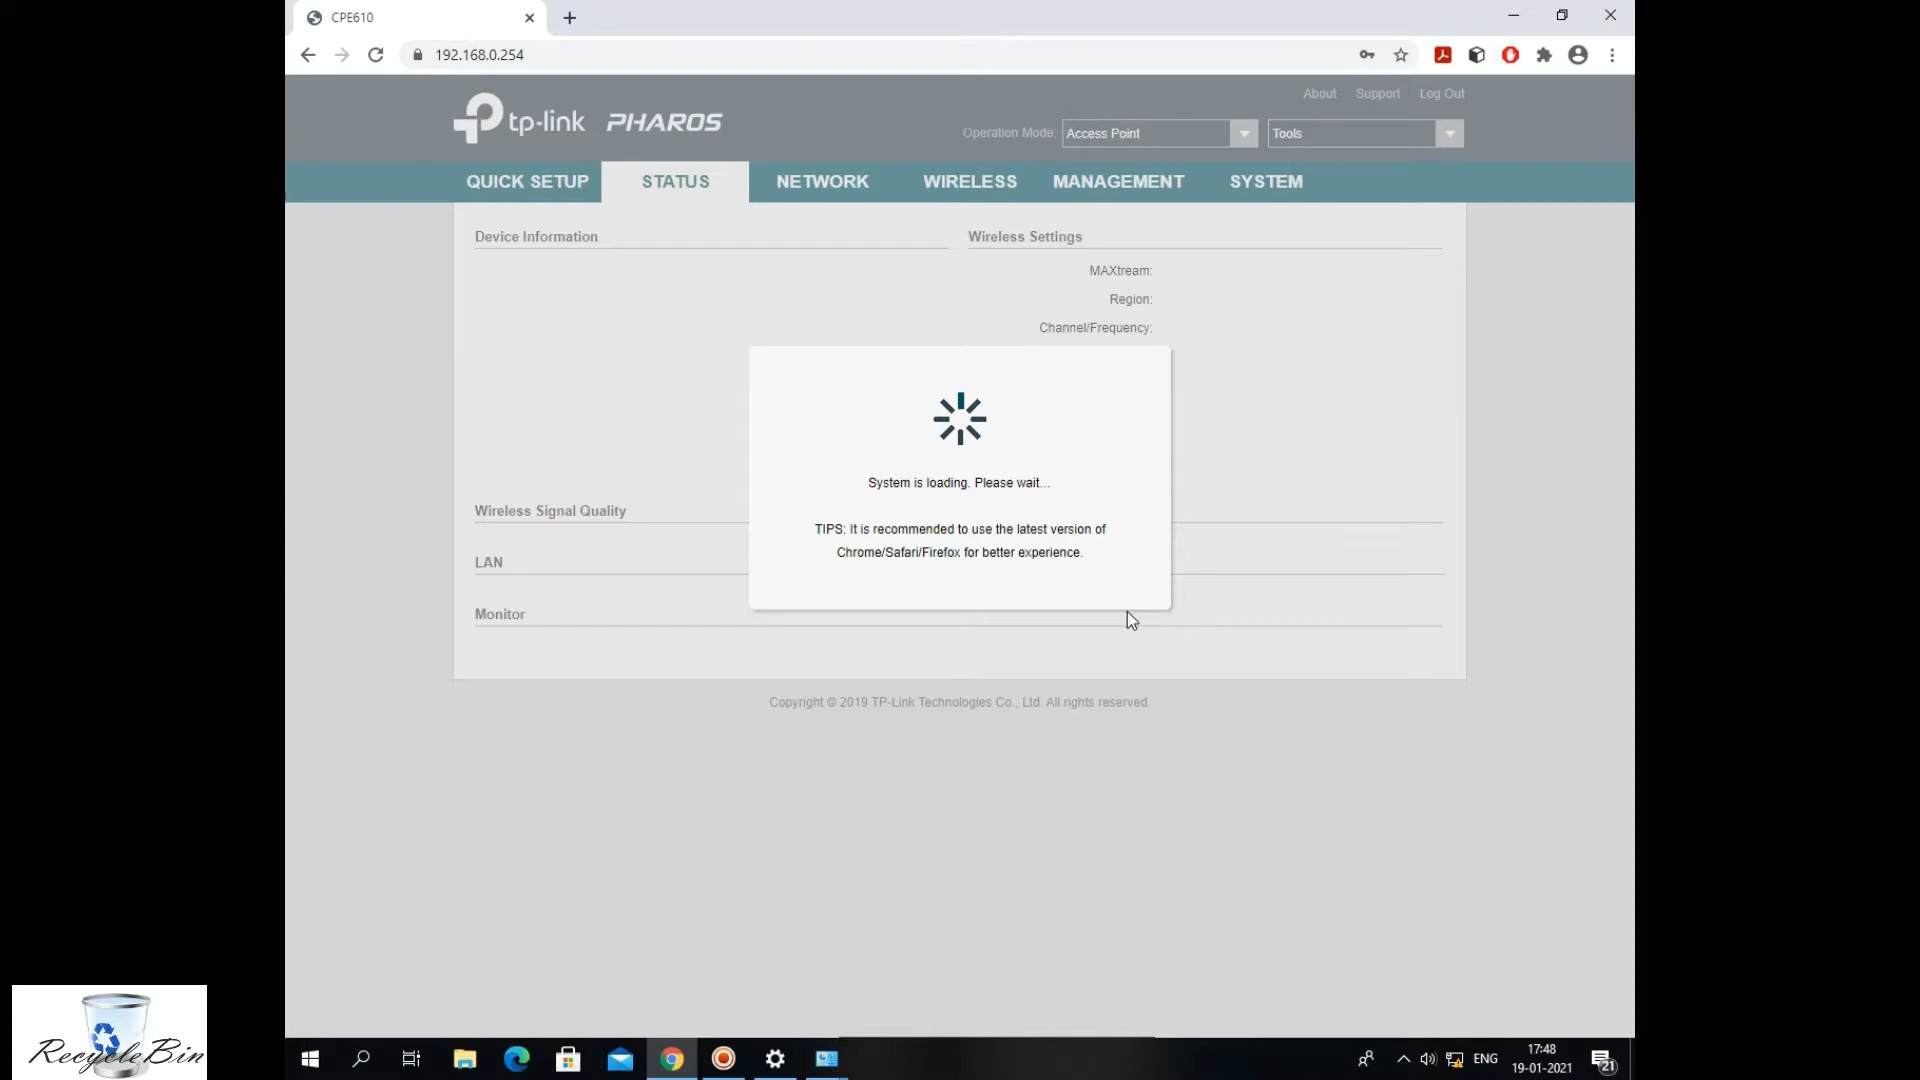 CPE610
192.168.0.254
About Support Log Out
tp-link PHAROS
Operation Mode: Access Point Tools
QUICK SETUP STATUS NETWORK WIRELESS MANAGEMENT SYSTEM
Device Information Wireless Settings
MAXtream:
Region:
Channel/Frequency:
System is loading. Please wait...
TIPS: It is recommended to use the latest version of
Chrome/Safari/Firefox for better experience.
Wireless Signal Quality
LAN
Monitor
Copyright © 2019 TP-Link Technologies Co., Ltd. All rights reserved.
RecycleBin
ENG
17:48
19-01-2021
21